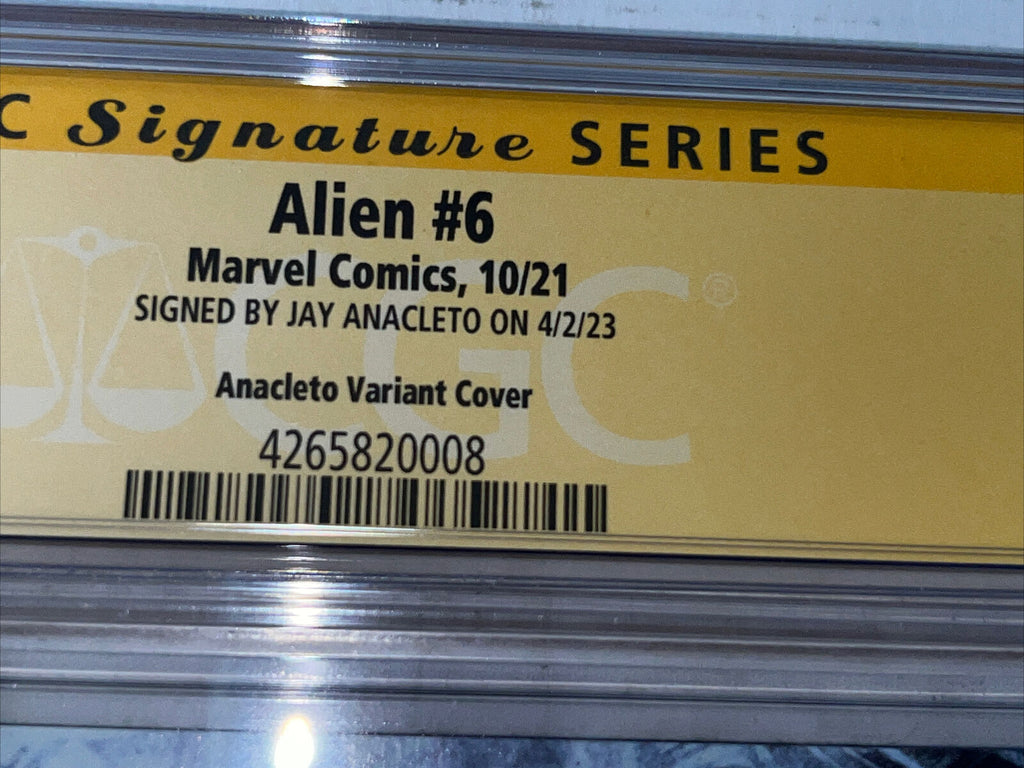 C Signature SERIES
Alien #6
Marvel Comics, 10/21
SIGNED BY JAY ANACLETO ON 4/2/23
Anacleto Variant Cover
4265820008
CGC®